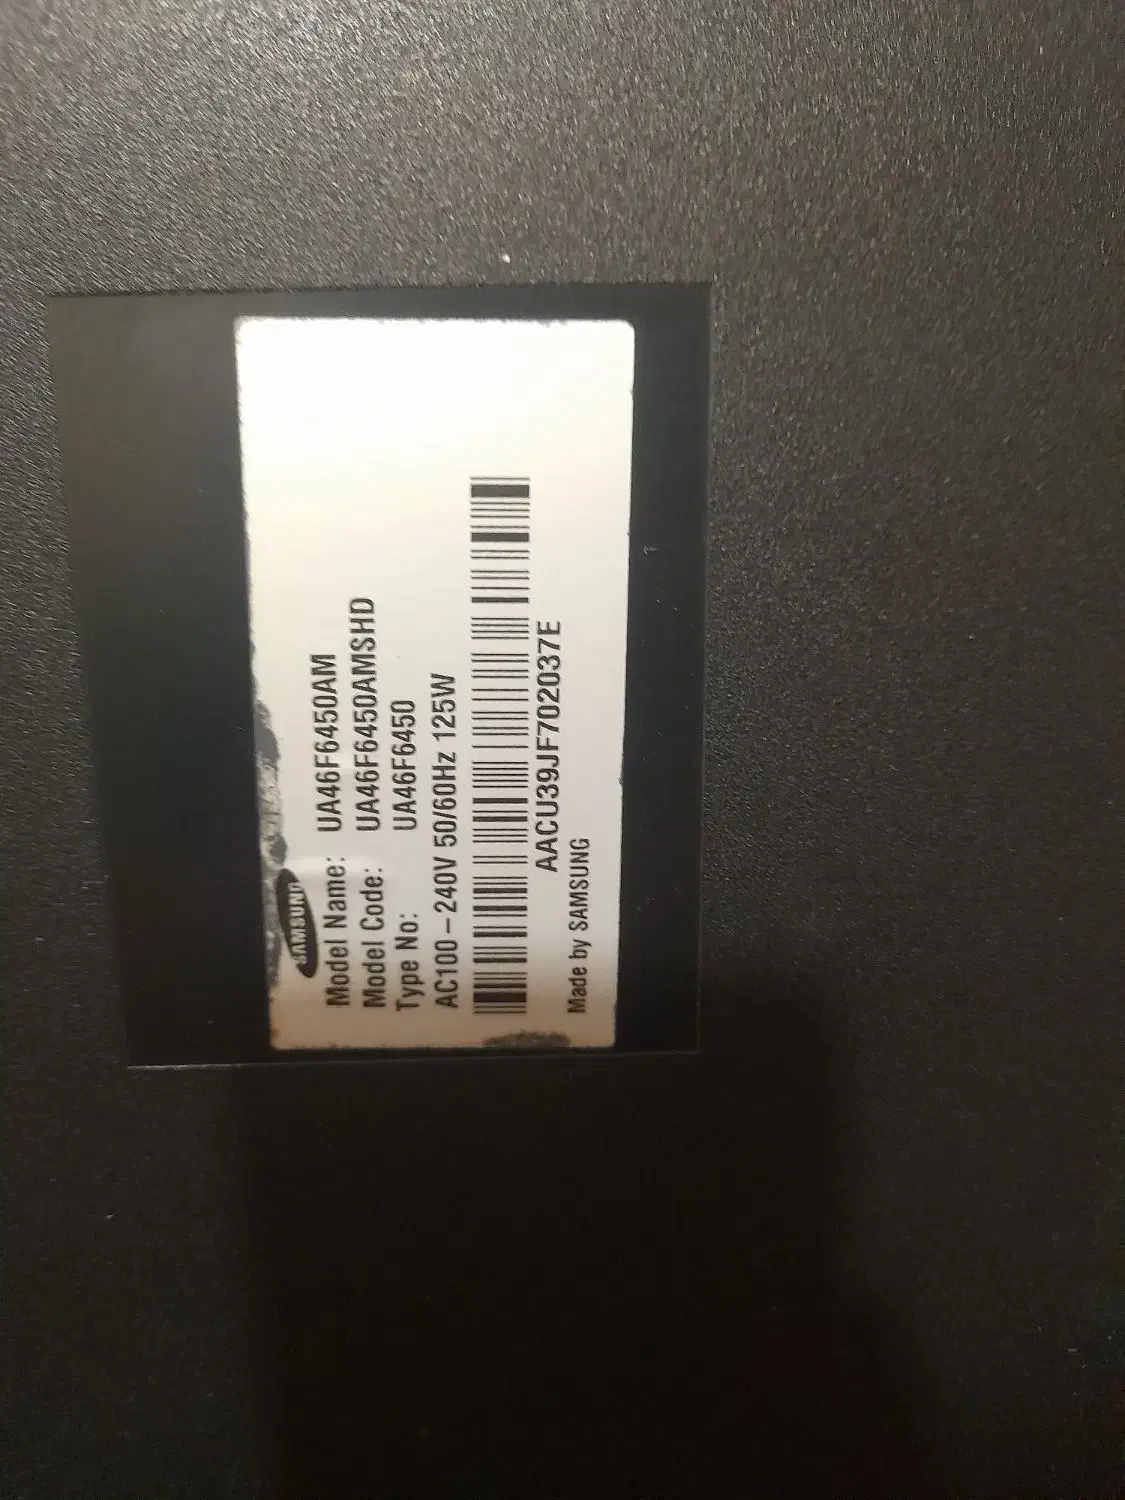 SAMSUNG
Model Name: UA46F6450AM
Model Code: UA46F6450AMSHD
Type No: UA46F6450
AC100–240V 50/60Hz 125W
AACU39JF702037E
Made by SAMSUNG